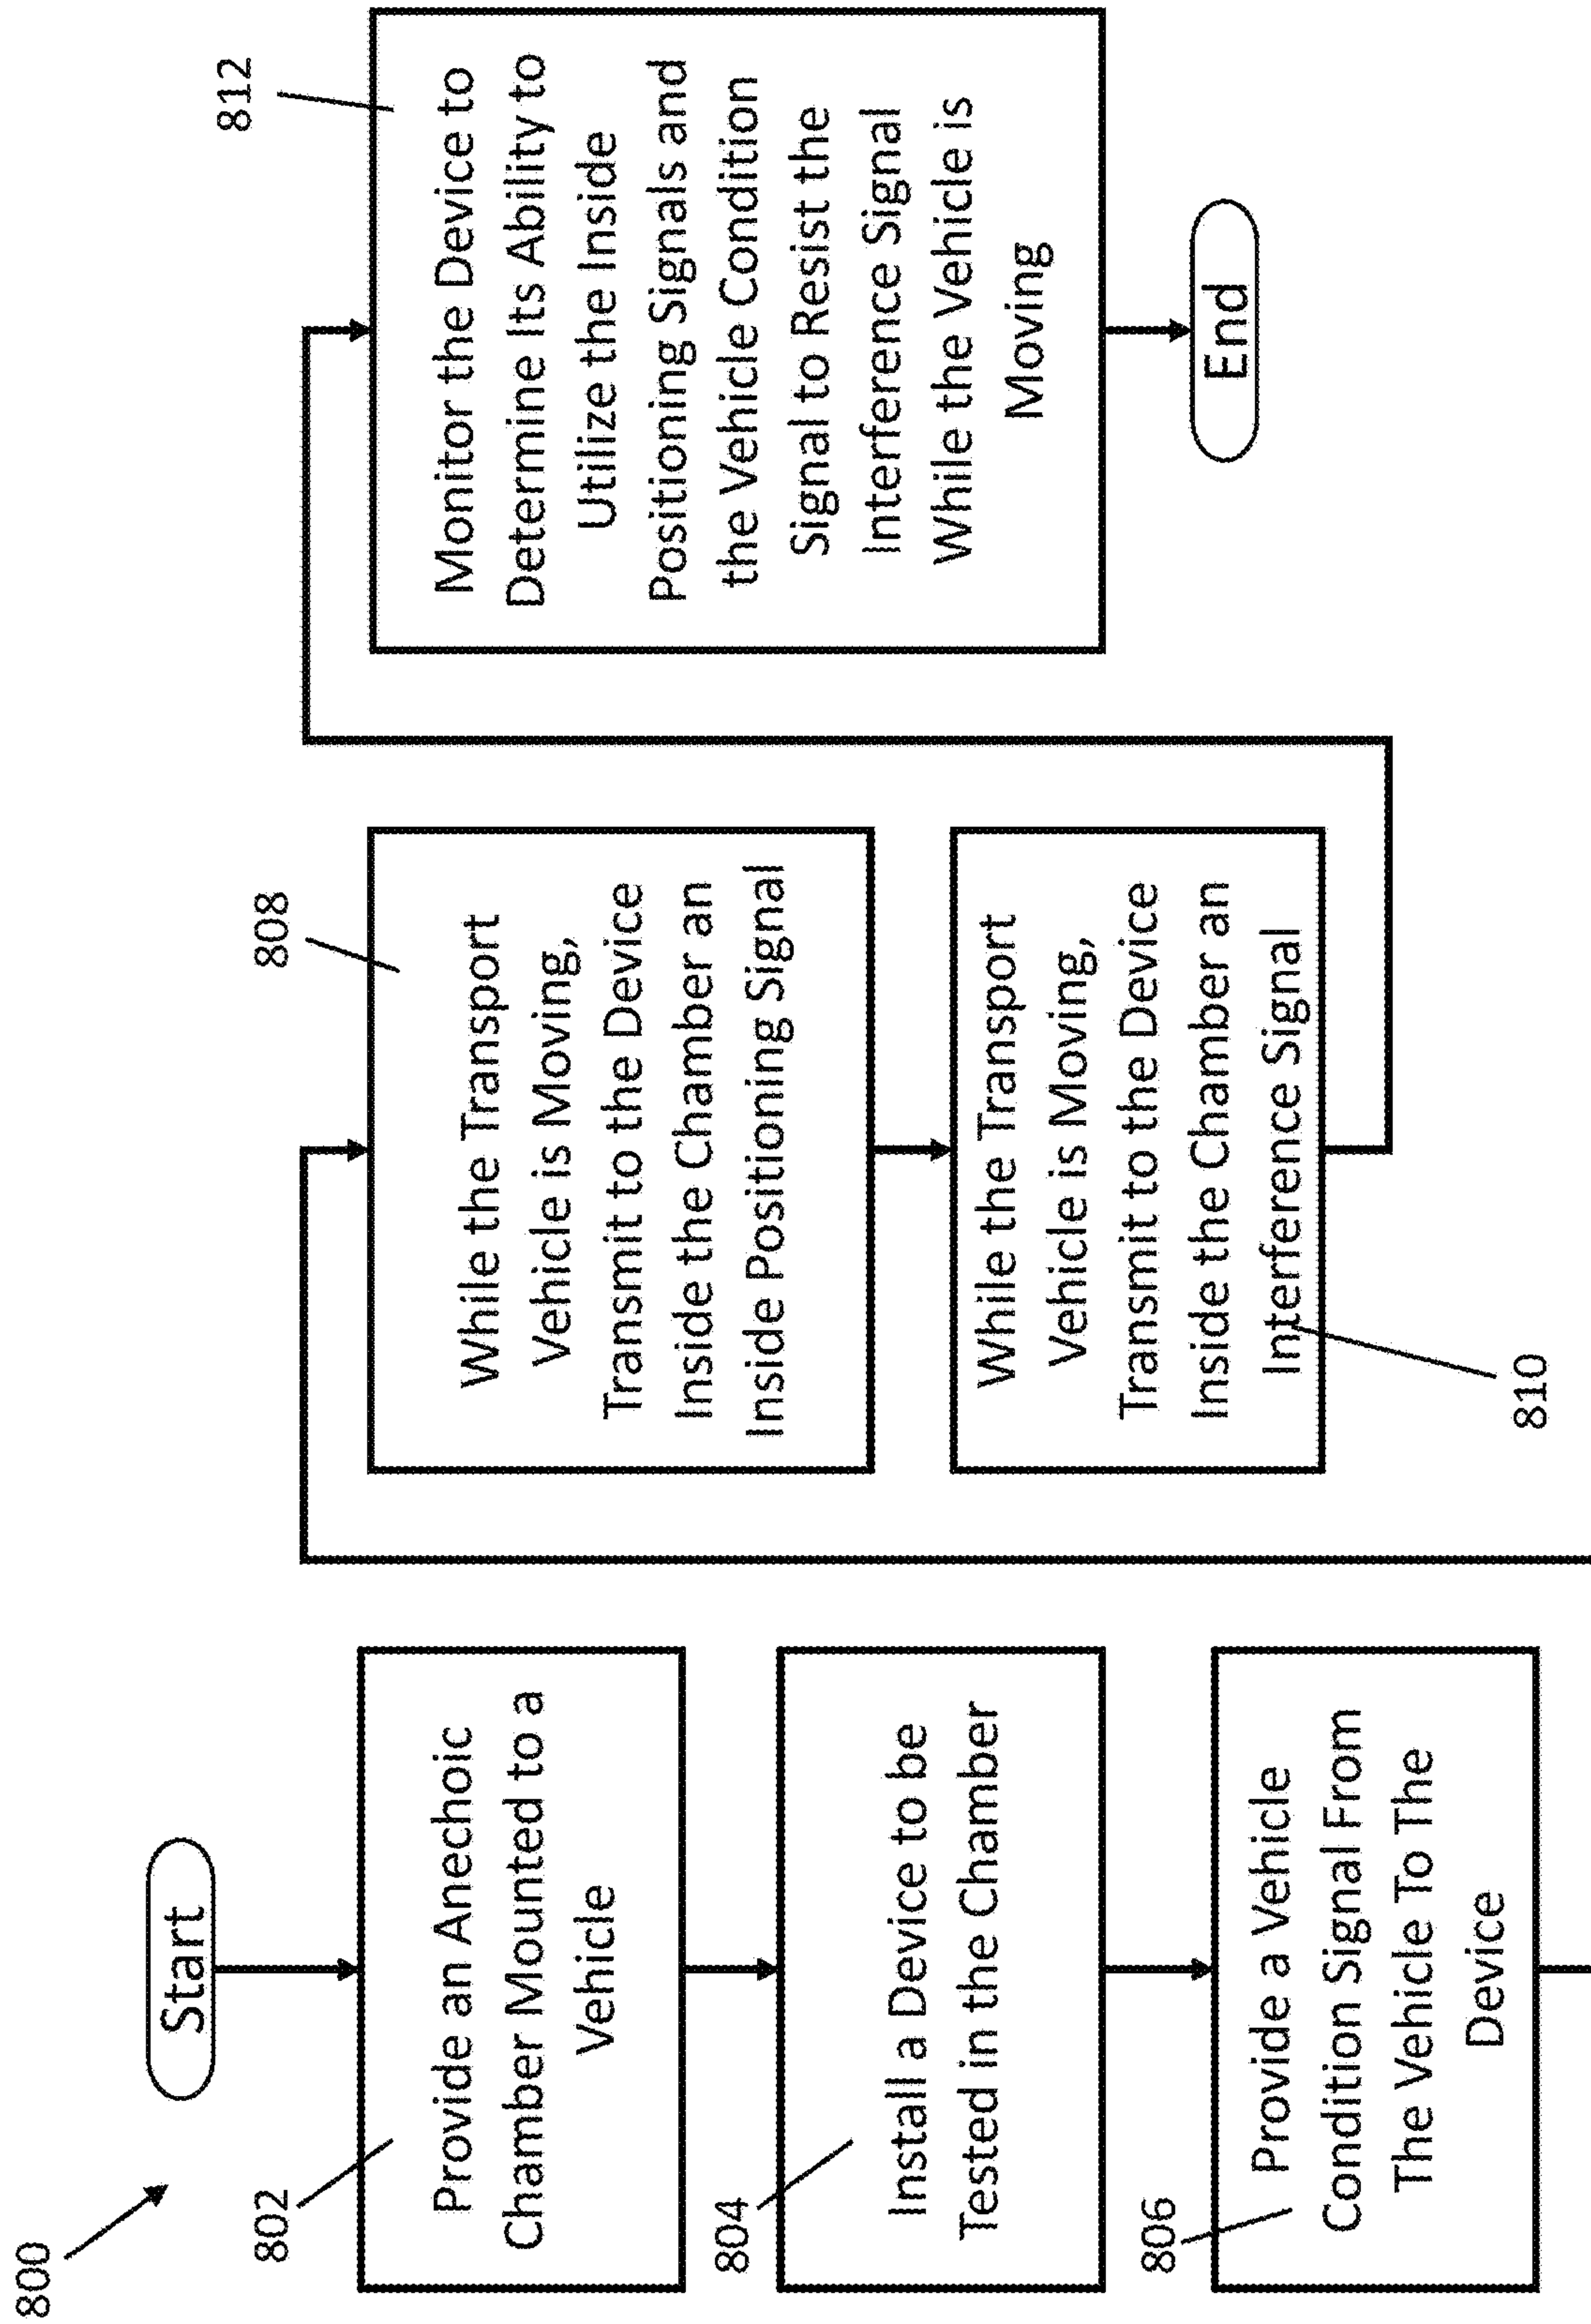 800
Start
802
Provide an Anechoic
Chamber Mounted to a
Vehicle
804
Install a Device to be
Tested in the Chamber
806
Provide a Vehicle
Condition Signal From
The Vehicle To The
Device
808
While the Transport
Vehicle is Moving,
Transmit to the Device
Inside the Chamber an
Inside Positioning Signal
While the Transport
Vehicle is Moving,
Transmit to the Device
Inside the Chamber an
Interference Signal
810
812
Monitor the Device to
Determine Its Ability to
Utilize the Inside
Positioning Signals and
the Vehicle Condition
Signal to Resist the
Interference Signal
While the Vehicle is
Moving
End